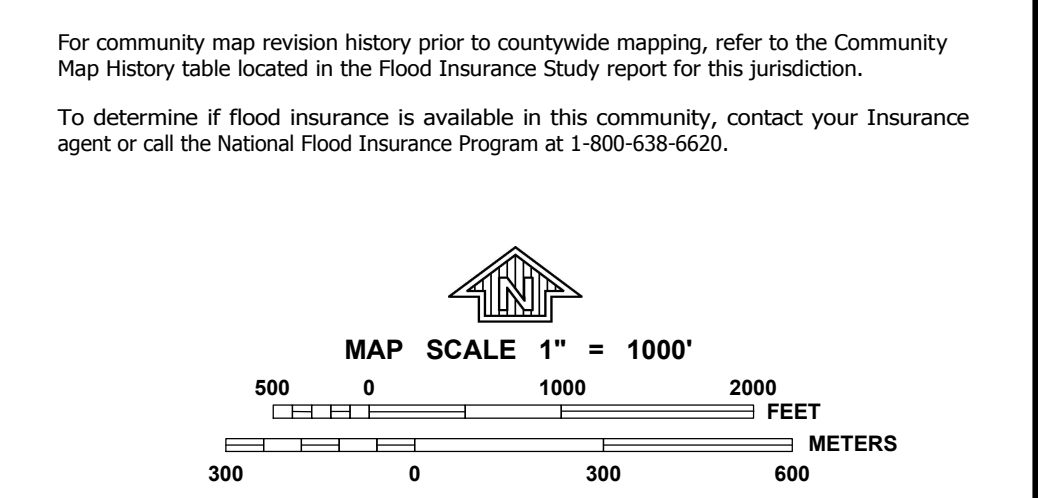 For community map revision history prior to countywide mapping, refer to the Community
Map History table located in the Flood Insurance Study report for this jurisdiction.
To determine if flood insurance is available in this community, contact your Insurance
agent or call the National Flood Insurance Program at 1-800-638-6620.
N
MAP SCALE 1" = 1000'
500 0 1000 2000
FEET
METERS
300 0 300 600